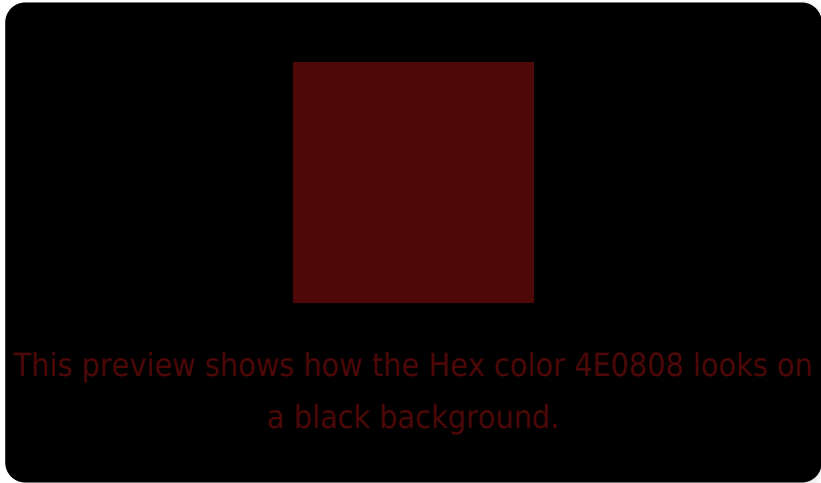 This preview shows how the Hex color 4E0808 looks on
a black background.